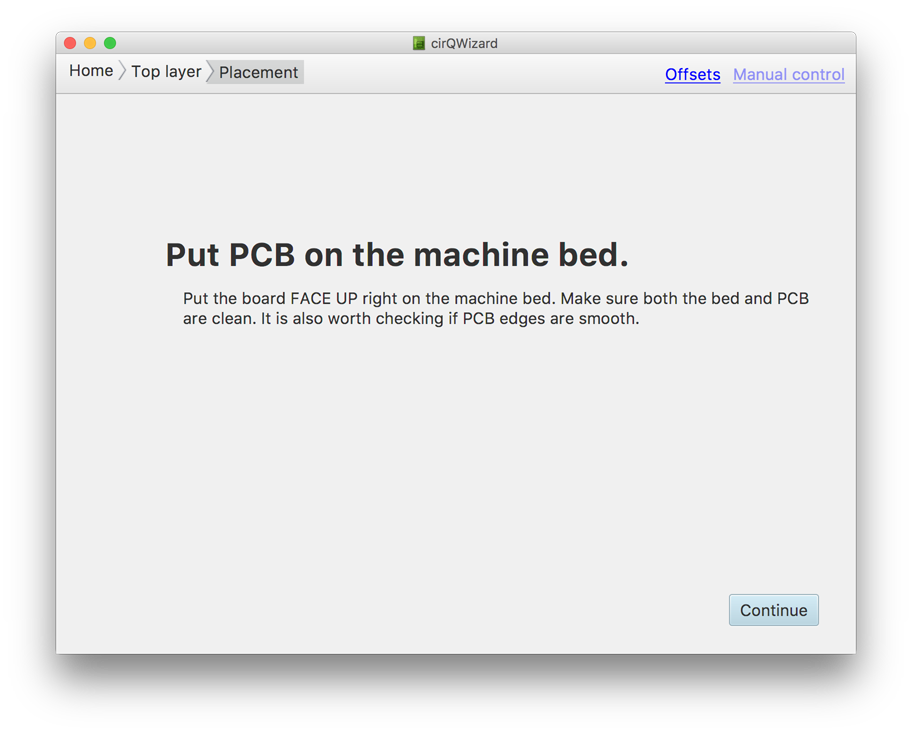 cirQWizard
Home Top layer Placement Offsets Manual control
Put PCB on the machine bed.
Put the board FACE UP right on the machine bed. Make sure both the bed and PCB
are clean. It is also worth checking if PCB edges are smooth.
Continue